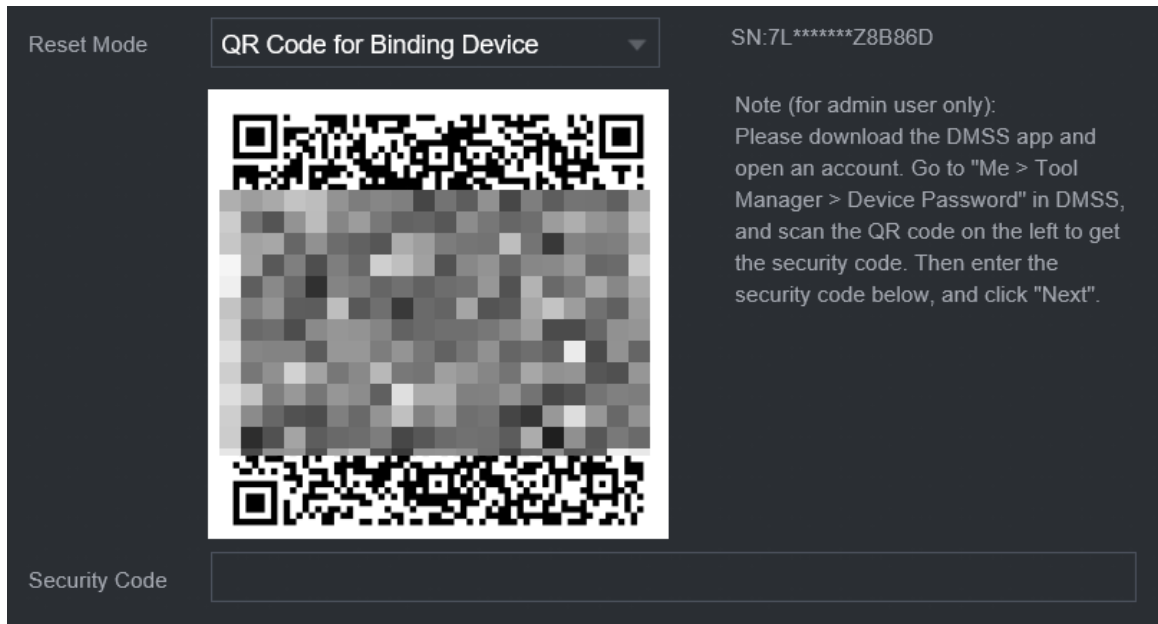 Reset Mode
QR Code for Binding Device
SN:7L*******Z8B86D
Note (for admin user only):
Please download the DMSS app and
open an account. Go to "Me > Tool
Manager > Device Password" in DMSS,
and scan the QR code on the left to get
the security code. Then enter the
security code below, and click "Next".
Security Code